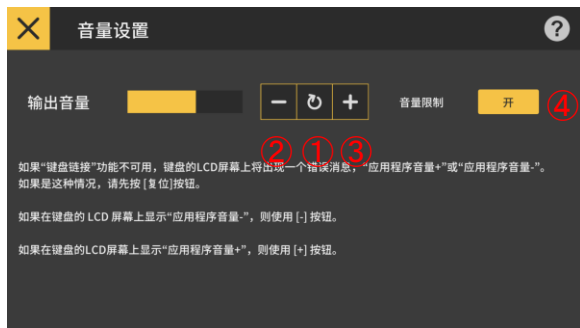 音量设置
?
输出音量
音量限制
开
④
② ① ③
如果“键盘链接”功能不可用，键盘的LCD屏幕上将出现一个错误消息，“应用程序音量+”或“应用程序音量-”。
如果是这种情况，请先按 [复位]按钮。
如果在键盘的 LCD 屏幕上显示“应用程序音量-”，则使用 [-] 按钮。
如果在键盘的LCD屏幕上显示“应用程序音量+”，则使用 [+] 按钮。